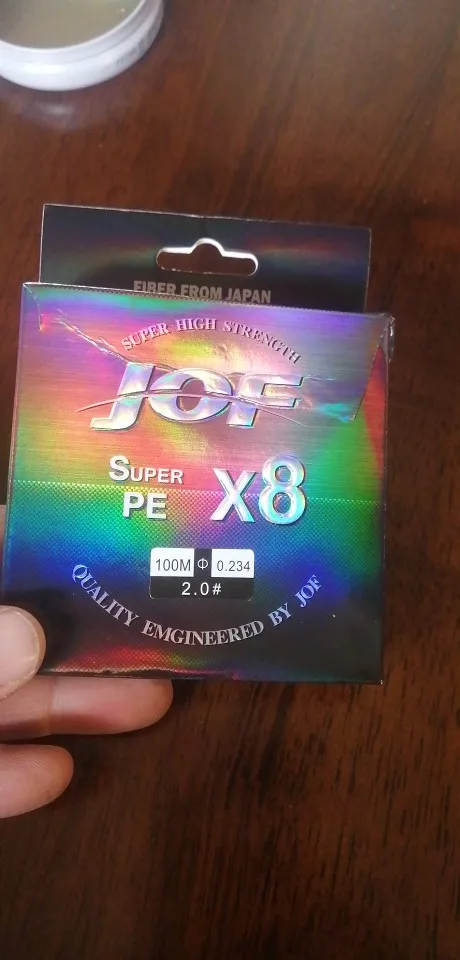 FIBER FROM JAPAN
SUPER HIGH STRENGTH
JOF
SUPER
PE X8
100M Φ 0.234
2.0#
QUALITY EMGINEERED BY JOF